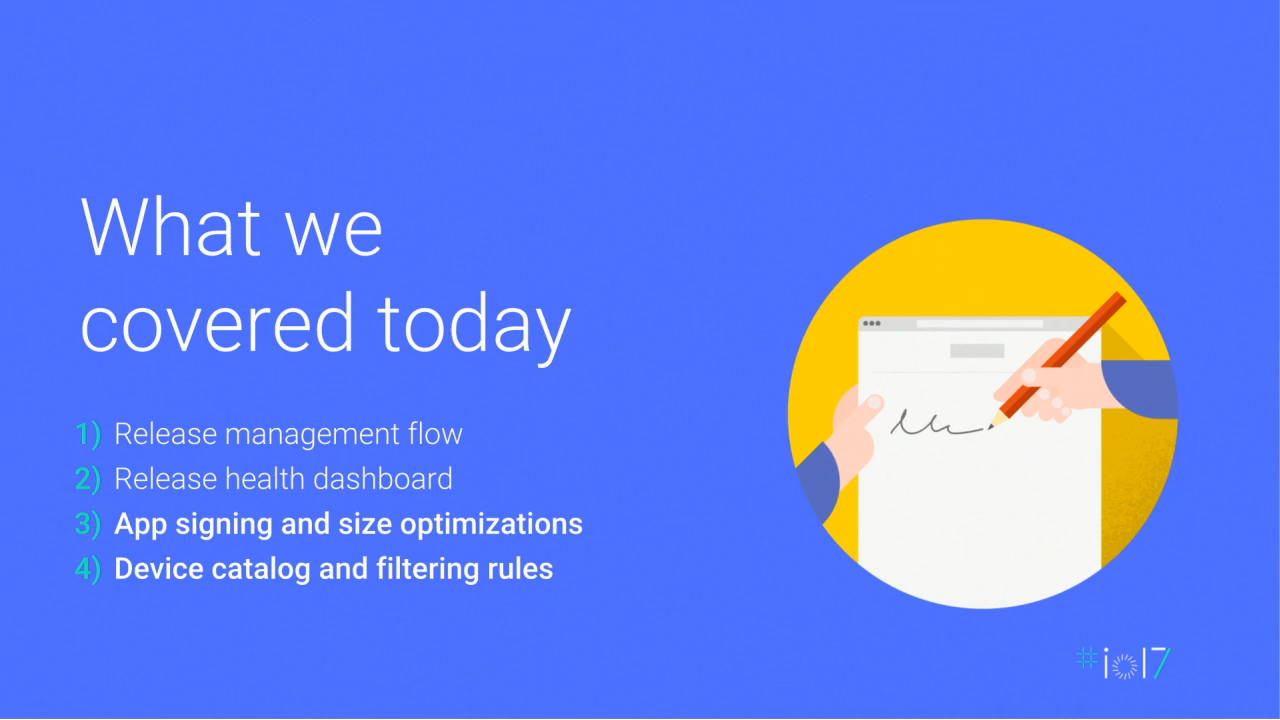 What we
covered today
1) Release management flow
2) Release health dashboard
3) App signing and size optimizations
4) Device catalog and filtering rules
#io17